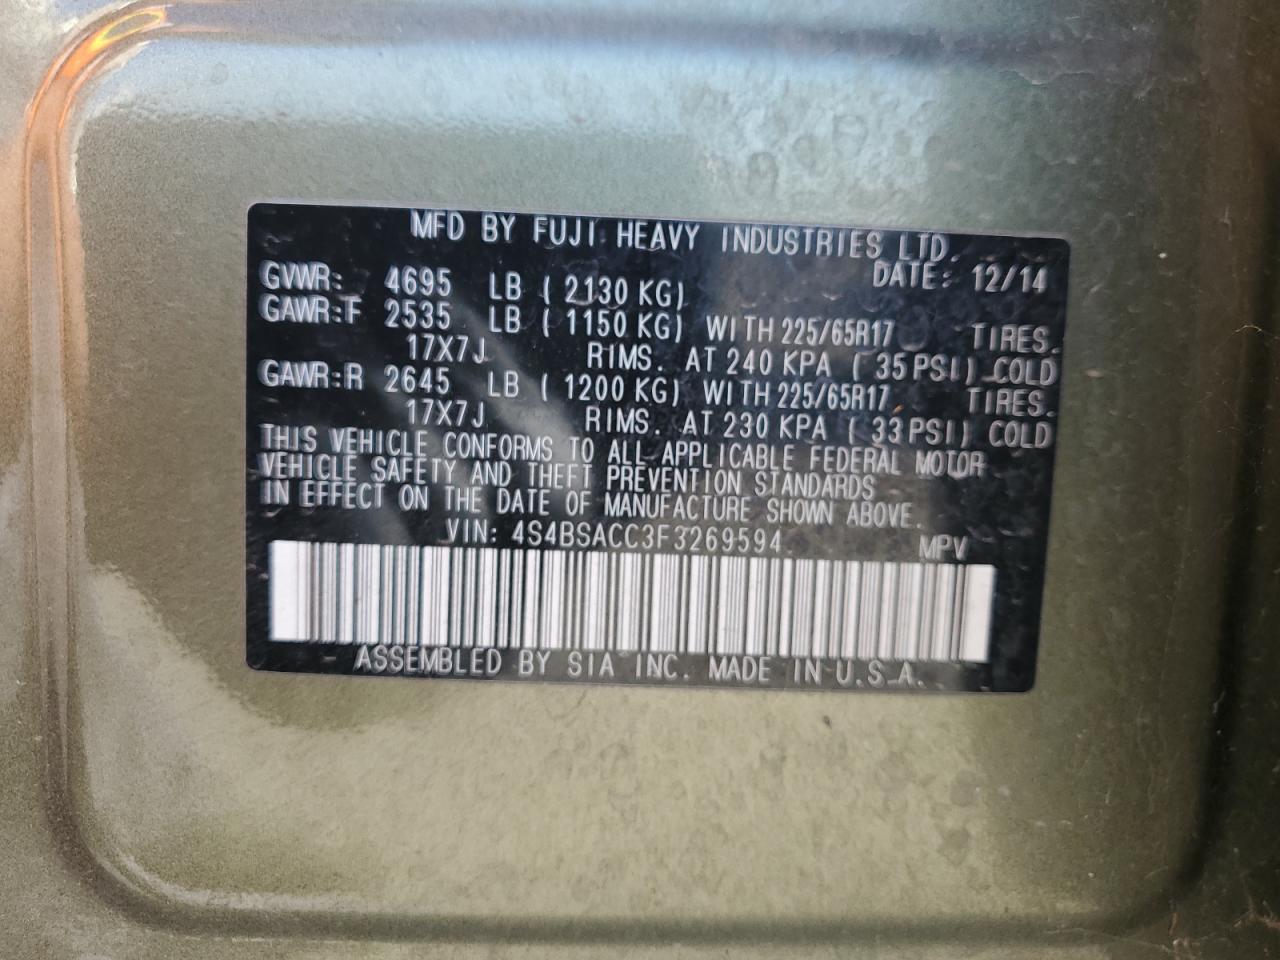 MFD BY FUJI HEAVY INDUSTRIES LTD.
DATE: 12/14
GVWR: 4695 LB ( 2130 KG)
GAWR:F 2535 LB ( 1150 KG) WITH 225/65R17 TIRES.
17X7J RIMS. AT 240 KPA ( 35 PSI) COLD
GAWR:R 2645 LB ( 1200 KG) WITH 225/65R17 TIRES.
17X7J RIMS. AT 230 KPA ( 33 PSI) COLD
THIS VEHICLE CONFORMS TO ALL APPLICABLE FEDERAL MOTOR
VEHICLE SAFETY AND THEFT PREVENTION STANDARDS
IN EFFECT ON THE DATE OF MANUFACTURE SHOWN ABOVE.
VIN: 4S4BSACC3F3269594 MPV
ASSEMBLED BY SIA INC. MADE IN U.S.A.